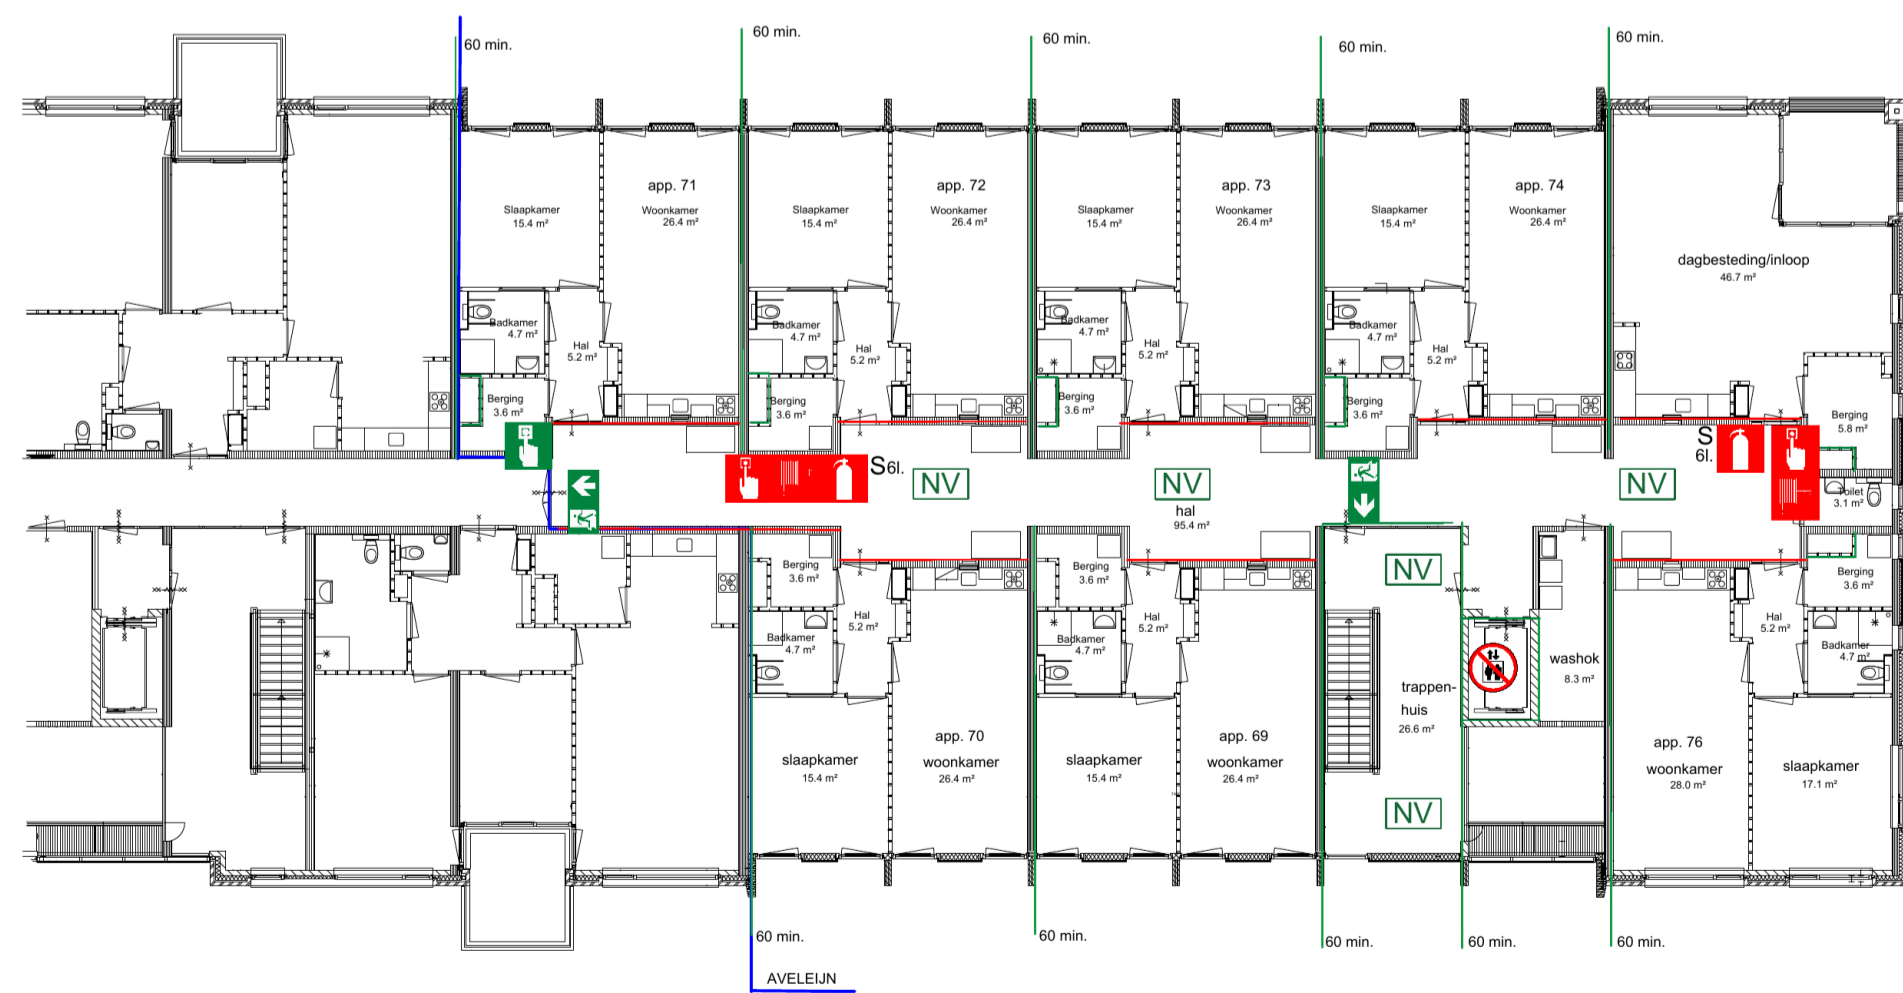 60 min.
60 min.
60 min.
60 min.
60 min.
app. 71
Slaapkamer
15.4 m²
Woonkamer
26.4 m²
app. 72
Slaapkamer
15.4 m²
Woonkamer
26.4 m²
app. 73
Slaapkamer
15.4 m²
Woonkamer
26.4 m²
app. 74
Slaapkamer
15.4 m²
Woonkamer
26.4 m²
dagbesteding/inloop
46.7 m²
Badkamer
4.7 m²
Hal
5.2 m²
Badkamer
4.7 m²
Hal
5.2 m²
Badkamer
4.7 m²
Hal
5.2 m²
Badkamer
4.7 m²
Hal
5.2 m²
Berging
3.6 m²
Berging
3.6 m²
Berging
3.6 m²
Berging
3.6 m²
Berging
5.8 m²
S6l.
NV
NV
hal
95.4 m²
S
6l.
NV
Toilet
3.1 m²
Berging
3.6 m²
Berging
3.6 m²
NV
Berging
3.6 m²
Hal
5.2 m²
Badkamer
4.7 m²
Hal
5.2 m²
Badkamer
4.7 m²
Hal
5.2 m²
Badkamer
4.7 m²
washok
8.3 m²
trappen-
huis
26.6 m²
app. 70
slaapkamer
15.4 m²
woonkamer
26.4 m²
app. 69
slaapkamer
15.4 m²
woonkamer
26.4 m²
app. 76
woonkamer
28.0 m²
slaapkamer
17.1 m²
NV
60 min.
60 min.
60 min.
60 min.
60 min.
AVELEIJN